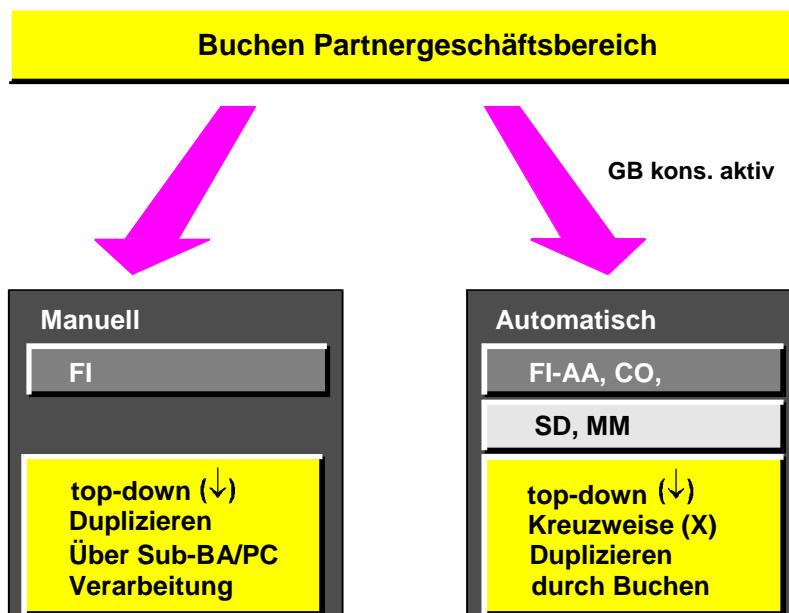 Buchen Partnergeschäftsbereich
GB kons. aktiv
Manuell
FI
top-down (↓)
Duplizieren
Über Sub-BA/PC
Verarbeitung
Automatisch
FI-AA, CO,
SD, MM
top-down (↓)
Kreuzweise (X)
Duplizieren
durch Buchen